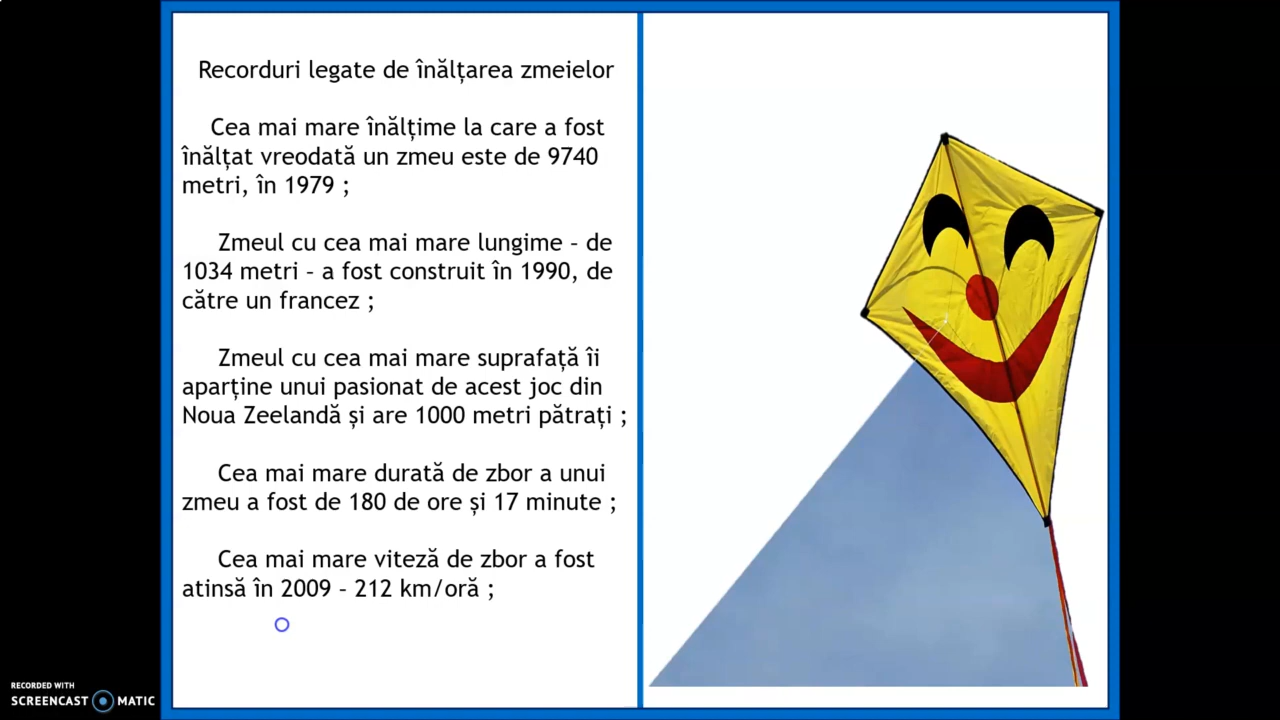 Recorduri legate de înălțarea zmeielor
Cea mai mare înălțime la care a fost
înălțat vreodată un zmeu este de 9740
metri, în 1979 ;
Zmeul cu cea mai mare lungime – de
1034 metri – a fost construit în 1990, de
către un francez ;
Zmeul cu cea mai mare suprafață îi
aparține unui pasionat de acest joc din
Noua Zeelandă și are 1000 metri pătrați ;
Cea mai mare durată de zbor a unui
zmeu a fost de 180 de ore și 17 minute ;
Cea mai mare viteză de zbor a fost
atinsă în 2009 – 212 km/oră ;
RECORDED WITH
SCREENCAST MATIC